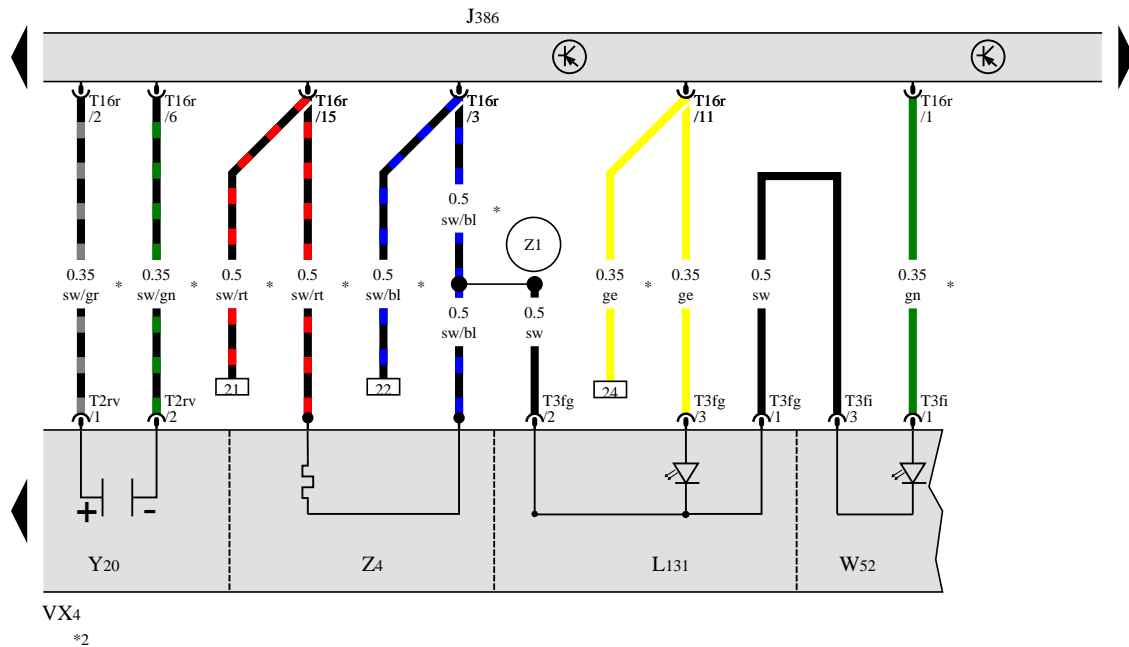 J386
T16r T16r T16r T16r T16r T16r
/2 /6 /15 /3 /11 /1
0.5
sw/bl *
Z1
0.35 0.35 0.5 0.5 0.5 0.35 0.35 0.5 0.35
sw/gr * sw/gn * sw/rt * sw/rt * sw/bl * ge * ge sw gn *
0.5 0.5
sw/bl sw
21 22 24
T2rv T2rv T3fg T3fg T3fg T3fi T3fi
/1 /2 /2 /3 /1 /3 /1
+ -
Y20 Z4 L131 W52
VX4
*2